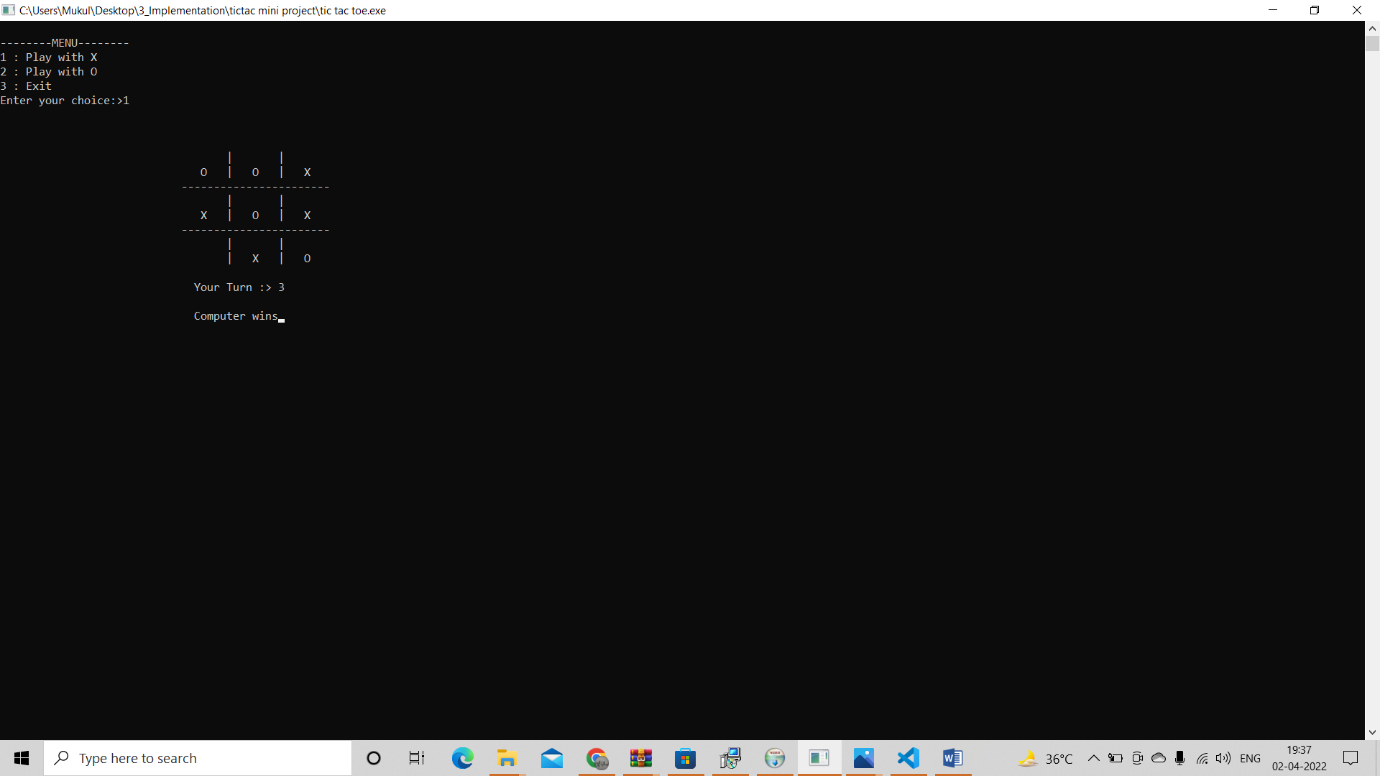 C:\Users\Mukul\Desktop\3_Implementation\tictac mini project\tic tac toe.exe
--------MENU--------
1 : Play with X
2 : Play with O
3 : Exit
Enter your choice:>1
| |
O | O | X
-----------------------
| |
X | O | X
-----------------------
| |
| X | O
Your Turn :> 3
Computer wins
Type here to search
36°C
ENG
19:37
02-04-2022